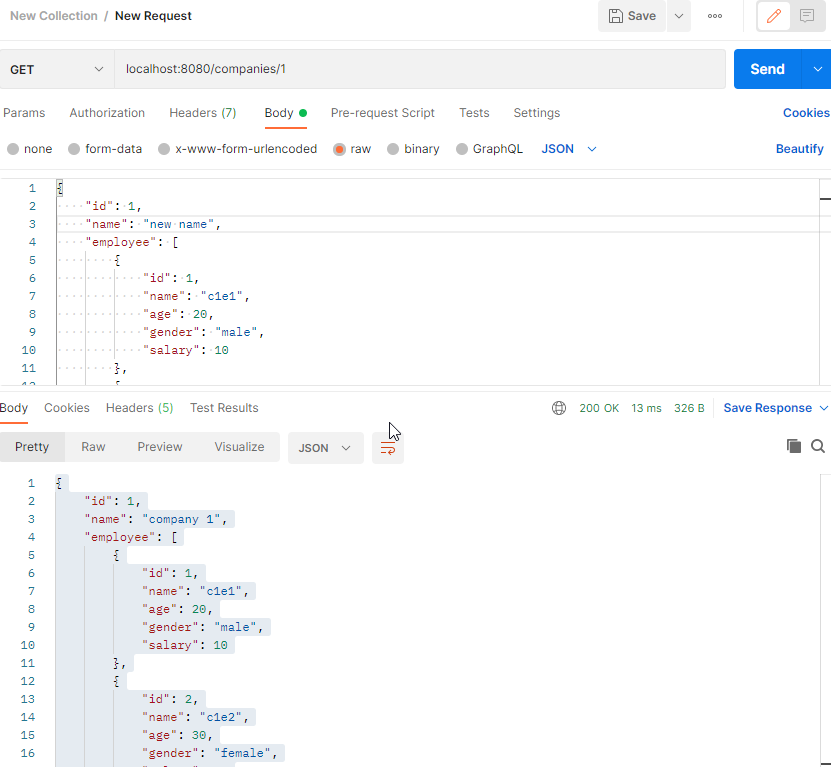 New Collection / New Request
Save
GET
localhost:8080/companies/1
Send
Params Authorization Headers (7) Body Pre-request Script Tests Settings Cookies
none form-data x-www-form-urlencoded raw binary GraphQL JSON Beautify
1 {
2 "id": 1,
3 "name": "new name",
4 "employee": [
5 {
6 "id": 1,
7 "name": "c1e1",
8 "age": 20,
9 "gender": "male",
10 "salary": 10
11 },
Body Cookies Headers (5) Test Results 200 OK 13 ms 326 B Save Response
Pretty Raw Preview Visualize JSON
1 {
2 "id": 1,
3 "name": "company 1",
4 "employee": [
5 {
6 "id": 1,
7 "name": "c1e1",
8 "age": 20,
9 "gender": "male",
10 "salary": 10
11 },
12 {
13 "id": 2,
14 "name": "c1e2",
15 "age": 30,
16 "gender": "female",